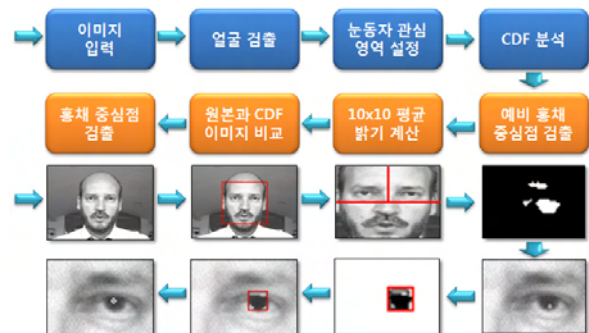 이미지
입력
얼굴 검출
눈동자 관심
영역 설정
CDF 분석
홍채 중심점
검출
원본과 CDF
이미지 비교
10x10 평균
밝기 계산
예비 홍채
중심점 검출